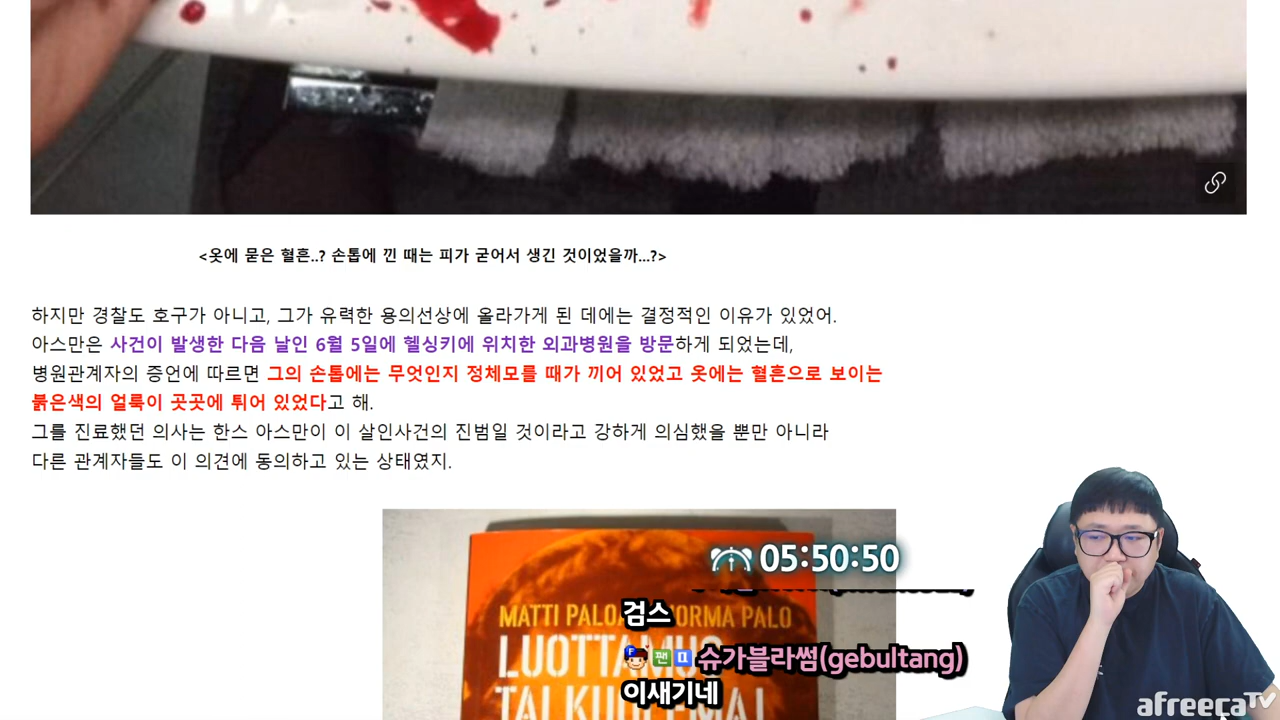 <옷에 묻은 혈흔..? 손톱에 낀 때는 피가 굳어서 생긴 것이었을까...?>
하지만 경찰도 호구가 아니고, 그가 유력한 용의선상에 올라가게 된 데에는 결정적인 이유가 있었어.
아스만은 사건이 발생한 다음 날인 6월 5일에 헬싱키에 위치한 외과병원을 방문하게 되었는데,
병원관계자의 증언에 따르면 그의 손톱에는 무엇인지 정체모를 때가 끼어 있었고 옷에는 혈흔으로 보이는
붉은색의 얼룩이 곳곳에 튀어 있었다고 해.
그를 진료했던 의사는 한스 아스만이 이 살인사건의 진범일 것이라고 강하게 의심했을 뿐만 아니라
다른 관계자들도 이 의견에 동의하고 있는 상태였지.
05:50:50
검스
F 팬 슈가블라썸(gebultang)
이새기네
MATTI PALO NORMA PALO
LUOTTAMUS
TAI KUOLEMA!
afreecaTV